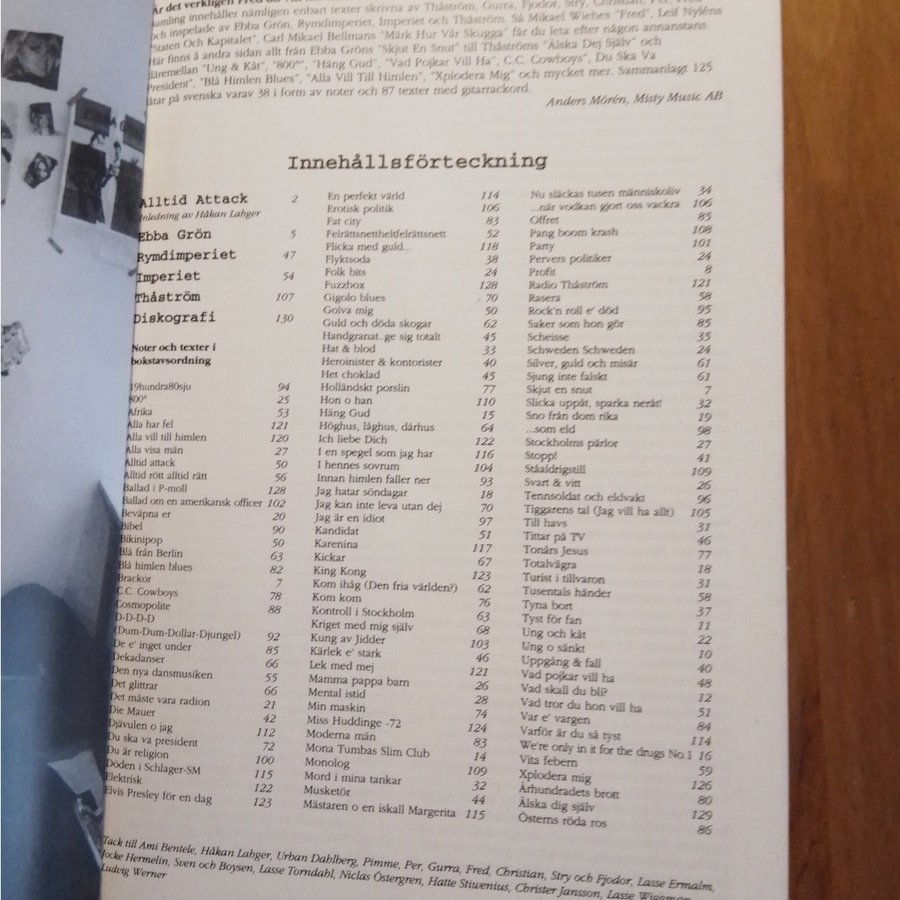 Är det verkligen Fred du vill
samling innehåller nämligen enbart texter skrivna av Thåström, Gurra, Fjodor, Stry, Christian, Per,
och inspelade av Ebba Grön, Rymdimperiet, Imperiet och Thåström. Så Mikael Wiehes "Fred", Leif Nyléns
"Staten Och Kapitalet", Carl Mikael Bellmans "Märk Hur Vår Skugga" får du leta efter någon annanstans.
Här finns å andra sidan allt från Ebba Gröns "Skjut En Snut" till Thåströms "Älska Dej Själv" och
däremellan "Ung & Kåt", "800°", "Häng Gud", "Vad Pojkar Vill Ha", C.C. Cowboys", Du Ska Va
President", "Blå Himlen Blues", "Alla Vill Till Himlen", "Xplodera Mig" och mycket mer. Sammanlagt 125
låtar på svenska varav 38 i form av noter och 87 texter med gitarrackord.
Anders Mörén, Misty Music AB
Innehållsförteckning
Alltid Attack 2
Inledning av Håkan Lahger
Ebba Grön 5
Rymdimperiet 47
Imperiet 54
Thåström 107
Diskografi 130
Noter och texter i
bokstavsordning
19hundra80sju 94
800° 25
Afrika 53
Alla har fel 121
Alla vill till himlen 120
Alla visa män 27
Alltid attack 50
Alltid rött alltid rätt 56
Ballad i P-moll 128
Ballad om en amerikansk officer 102
Beväpna er 20
Bibel 90
Bikinipop 50
Blå från Berlin 63
Blå himlen blues 82
Brackor 7
C.C. Cowboys 78
Cosmopolite 88
D-D-D-D
(Dum-Dum-Dollar-Djungel) 92
De e' inget under 85
Dekadanser 66
Den nya dansmusiken 55
Det glittrar 66
Det måste vara radion 21
Die Mauer 42
Djävulen o jag 112
Du ska va president 72
Du är religion 100
Döden i Schlager-SM 115
Elektrisk 122
Elvis Presley för en dag 123
En perfekt värld 114
Erotisk politik 106
Fat city 83
Felrättsnettheltfelrättsnett 52
Flicka med guld... 118
Flyktsoda 38
Folk bits 24
Fuzzbox 128
Gigolo blues 70
Golva mig 50
Guld och döda skogar 62
Handgranat..ge sig totalt 45
Hat & blod 33
Heroinister & kontorister 40
Het choklad 45
Holländskt porslin 77
Hon o han 110
Häng Gud 15
Höghus, låghus, dårhus 64
Ich liebe Dich 122
I en spegel som jag har 116
I hennes sovrum 104
Innan himlen faller ner 93
Jag hatar söndagar 18
Jag kan inte leva utan dej 70
Jag är en idiot 97
Kandidat 51
Karenina 117
Kickar 67
King Kong 123
Kom ihåg (Den fria världen?) 62
Kom kom 76
Kontroll i Stockholm 63
Kriget med mig själv 68
Kung av Jidder 103
Kärlek e' stark 46
Lek med mej 121
Mamma pappa barn 26
Mental istid 28
Min maskin 74
Miss Huddinge -72 124
Moderna män 83
Mona Tumbas Slim Club 14
Monolog 109
Mord i mina tankar 32
Musketör 44
Mästaren o en iskall Margerita 115
Nu släckas tusen människoliv 34
...när vodkan gjort oss vackra 106
Offret 85
Pang boom krash 108
Party 101
Pervers politiker 24
Profit 8
Radio Thåström 121
Rasera 58
Rock'n roll e' död 95
Saker som hon gör 85
Scheisse 35
Schweden Schweden 24
Silver, guld och misär 61
Sjung inte falskt 61
Skjut en snut 7
Slicka uppåt, sparka neråt! 32
Sno från dom rika 19
...som eld 98
Stockholms pärlor 27
Stopp! 41
Ståaldrigstill 109
Svart & vitt 26
Tennsoldat och eldvakt 96
Tiggarens tal (Jag vill ha allt) 105
Till havs 31
Tittar på TV 46
Tonårs Jesus 77
Totalvägra 18
Turist i tillvaron 31
Tusentals händer 58
Tyna bort 37
Tyst för fan 11
Ung och kåt 22
Ung o sänkt 10
Uppgång & fall 40
Vad pojkar vill ha 48
Vad skall du bli? 12
Vad tror du hon vill ha 51
Var e' vargen 84
Varför är du så tyst 114
We're only in it for the drugs No.1 16
Vita febern 59
Xplodera mig 126
Århundradets brott 80
Älska dig själv 129
Österns röda ros 86
Tack till Ami Bentele, Håkan Lahger, Urban Dahlberg, Pimme, Per, Gurra, Fred, Christian, Stry och Fjodor, Lasse Ermalm,
Jocke Hermelin, Sven och Boysen, Lasse Torndahl, Niclas Östergren, Hatte Stiwenius, Christer Jansson, Lasse
Ludvig Werner